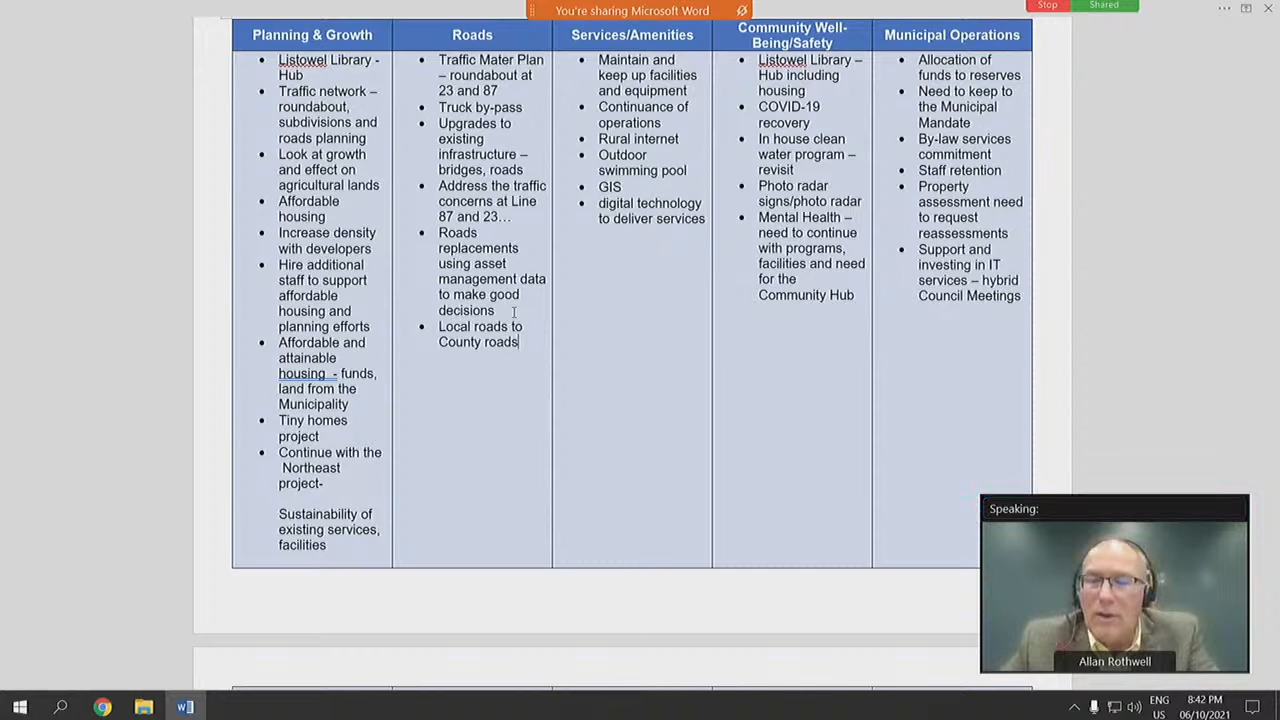 You're sharing Microsoft Word
Stop
Shared
Planning & Growth
Listowel Library -
Hub
Traffic network –
roundabout,
subdivisions and
roads planning
Look at growth
and effect on
agricultural lands
Affordable
housing
Increase density
with developers
Hire additional
staff to support
affordable
housing and
planning efforts
Affordable and
attainable
housing - funds,
land from the
Municipality
Tiny homes
project
Continue with the
Northeast
project-
Sustainability of
existing services,
facilities
Roads
Traffic Mater Plan
– roundabout at
23 and 87
Truck by-pass
Upgrades to
existing
infrastructure –
bridges, roads
Address the traffic
concerns at Line
87 and 23…
Roads
replacements
using asset
management data
to make good
decisions
Local roads to
County roads
Services/Amenities
Maintain and
keep up facilities
and equipment
Continuance of
operations
Rural internet
Outdoor
swimming pool
GIS
digital technology
to deliver services
Community Well-
Being/Safety
Listowel Library –
Hub including
housing
COVID-19
recovery
In house clean
water program –
revisit
Photo radar
signs/photo radar
Mental Health –
need to continue
with programs,
facilities and need
for the
Community Hub
Municipal Operations
Allocation of
funds to reserves
Need to keep to
the Municipal
Mandate
By-law services
commitment
Staff retention
Property
assessment need
to request
reassessments
Support and
investing in IT
services – hybrid
Council Meetings
Speaking:
Allan Rothwell
ENG
US
8:42 PM
06/10/2021